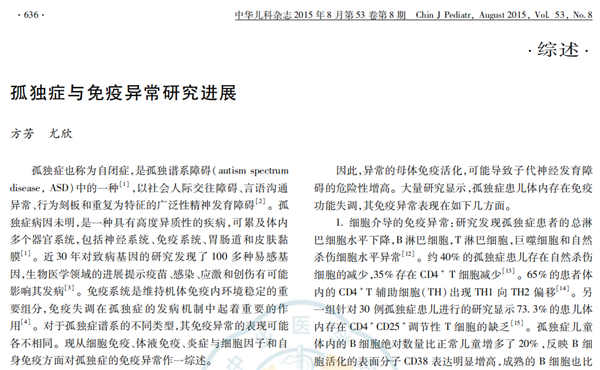 · 636 ·
中华儿科杂志 2015 年 8 月第 53 卷第 8 期 Chin J Pediatr, August 2015, Vol. 53, No. 8
· 综述 ·
孤独症与免疫异常研究进展
方芳 尤欣
孤独症也称为自闭症,是孤独谱系障碍(autism spectrum
disease, ASD)中的一种[1],以社会人际交往障碍、言语沟通
异常、行为刻板和重复为特征的广泛性精神发育障碍[2]。孤
独症病因未明,是一种具有高度异质性的疾病,可累及体内
多个器官系统,包括神经系统、免疫系统、胃肠道和皮肤黏
膜[1]。近 30 年对致病基因的研究发现了 100 多种易感基
因,生物医学领域的进展提示疫苗、感染、应激和创伤有可能
影响其发病[3]。免疫系统是维持机体免疫内环境稳定的重
要组分,免疫失调在孤独症的发病机制中起着重要的作
用[4]。对于孤独症谱系的不同类型,其免疫异常的表现可能
各不相同。现从细胞免疫、体液免疫、炎症与细胞因子和自
身免疫方面对孤独症的免疫异常作一综述。
因此,异常的母体免疫活化,可能导致子代神经发育障
碍的危险性增高。大量研究显示,孤独症患儿体内存在免疫
功能失调,其免疫异常表现在如下几方面。
1. 细胞介导的免疫异常:研究发现孤独症患者的总淋
巴细胞水平下降,B 淋巴细胞,T 淋巴细胞,巨噬细胞和自然
杀伤细胞水平异常[12]。约 40% 的孤独症患儿存在自然杀伤
细胞的减少,35% 存在 CD4⁺ T 细胞减少[13]。65% 的患者体
内的 CD4⁺T 辅助细胞(TH)出现 TH1 向 TH2 偏移[14]。另
一组针对 30 例孤独症患儿进行的研究显示 73. 3% 的患儿体
内存在 CD4⁺CD25⁺调节性 T 细胞的缺乏[15]。孤独症儿童
体内的 B 细胞绝对数量比正常儿童增多了 20%,反映 B 细
胞活化的表面分子 CD38 表达明显增高,成熟的 B 细胞也比